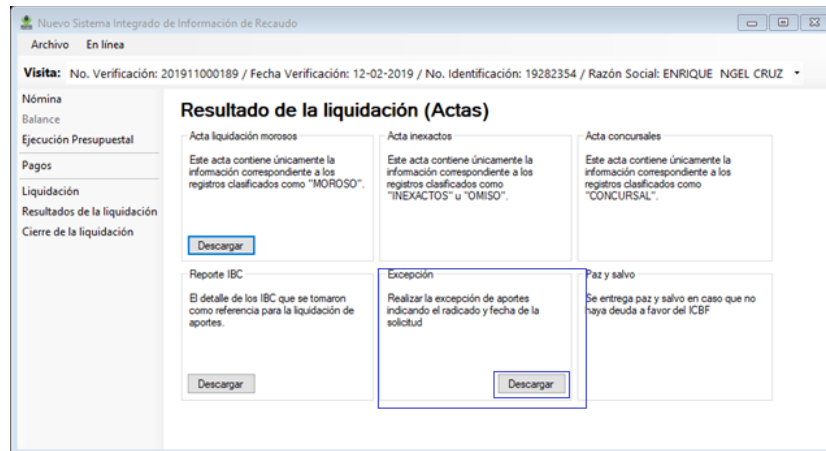 Nuevo Sistema Integrado de Información de Recaudo
Archivo En línea
Visita: No. Verificación: 201911000189 / Fecha Verificación: 12-02-2019 / No. Identificación: 19282354 / Razón Social: ENRIQUE NGEL CRUZ
Nómina
Balance
Ejecución Presupuestal
Pagos
Liquidación
Resultados de la liquidación
Cierre de la liquidación
Resultado de la liquidación (Actas)
Acta liquidación morosos
Este acta contiene únicamente la
información correspondiente a los
registros clasificados como "MOROSO".
Descargar
Acta inexactos
Este acta contiene únicamente la
información correspondiente a los
registros clasificados como
"INEXACTOS" u "OMISO".
Acta concursales
Este acta contiene únicamente la
información correspondiente a los
registros clasificados como
"CONCURSAL".
Reporte IBC
El detalle de los IBC que se tomaron
como referencia para la liquidación de
aportes.
Descargar
Excepción
Realizar la excepción de aportes
indicando el radicado y fecha de la
solicitud
Descargar
Paz y salvo
Se entrega paz y salvo en caso que no
haya deuda a favor del ICBF